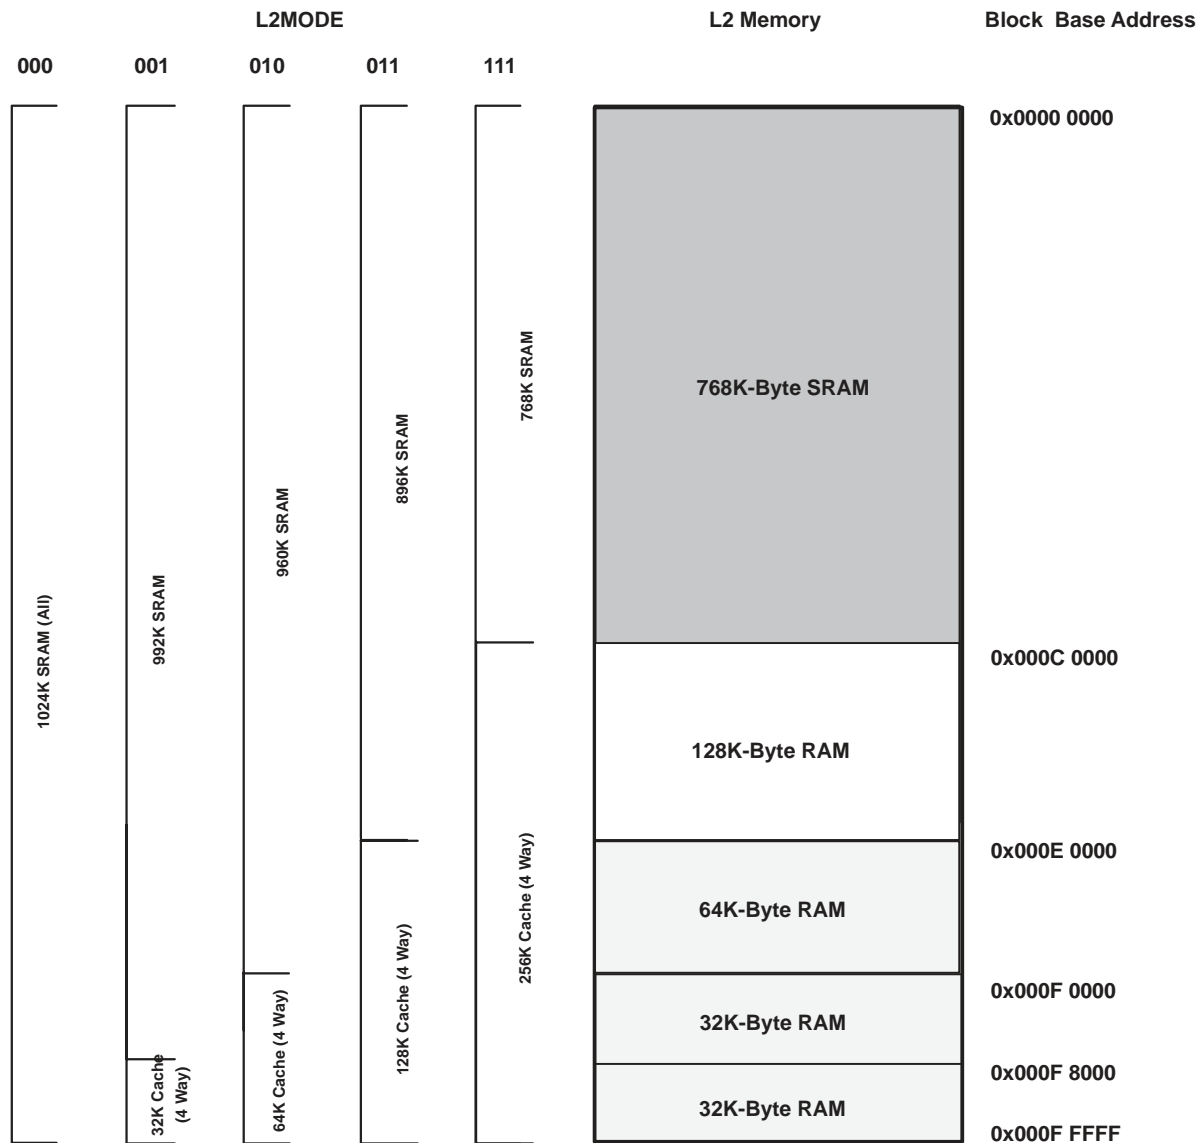 L2MODE
L2 Memory
Block Base Address
000
001
010
011
111
0x0000 0000
1024K SRAM (All)
992K SRAM
32K Cache
(4 Way)
960K SRAM
64K Cache (4 Way)
896K SRAM
128K Cache (4 Way)
768K SRAM
256K Cache (4 Way)
768K-Byte SRAM
0x000C 0000
128K-Byte RAM
0x000E 0000
64K-Byte RAM
0x000F 0000
32K-Byte RAM
0x000F 8000
32K-Byte RAM
0x000F FFFF